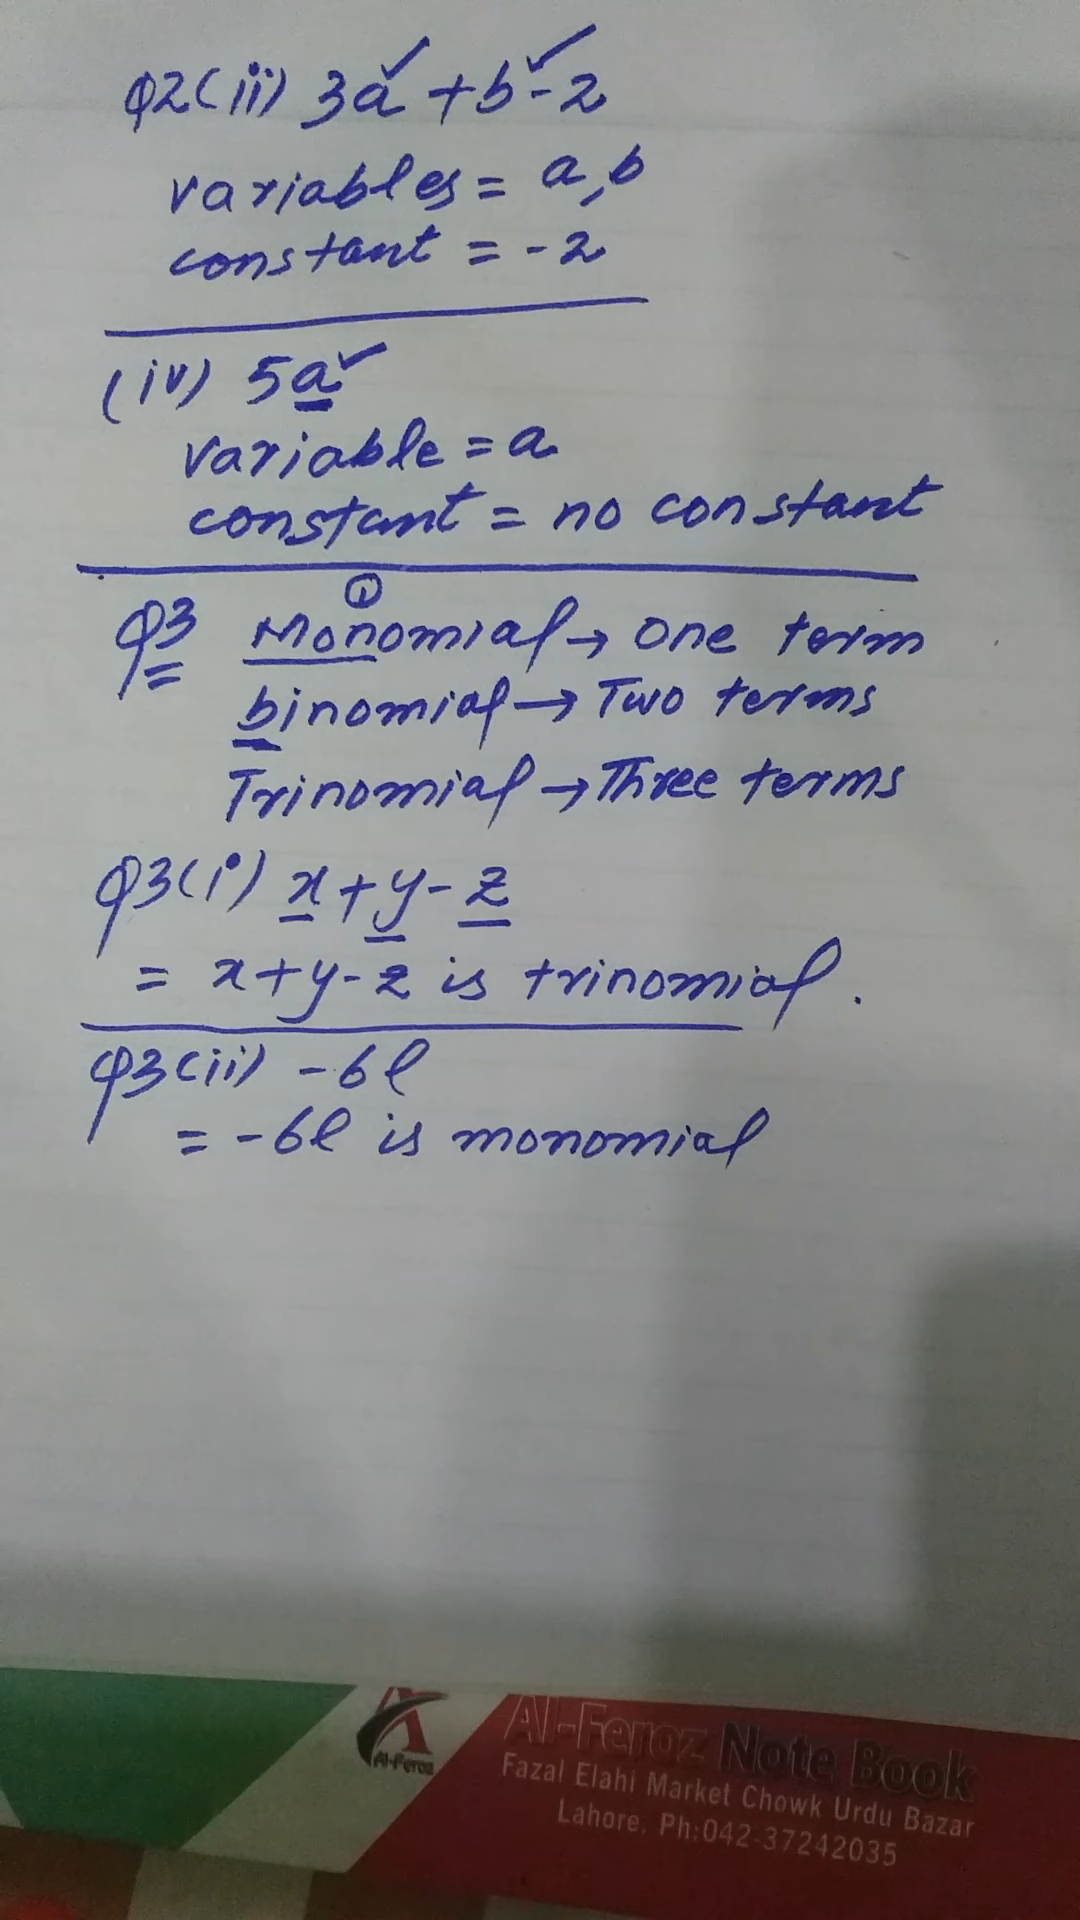 Q2(ii) 3a + b - 2
variables = a, b
constant = -2
(iv) 5a
variable = a
constant = no constant
①
Q3 Monomial → one term
binomial → Two terms
Trinomial → Three terms
Q3(i) x + y - z
= x + y - z is trinomial.
Q3(ii) -6l
= -6l is monomial
Al-Feroz
Al-Feroz Note Book
Fazal Elahi Market Chowk Urdu Bazar
Lahore. Ph:042-37242035